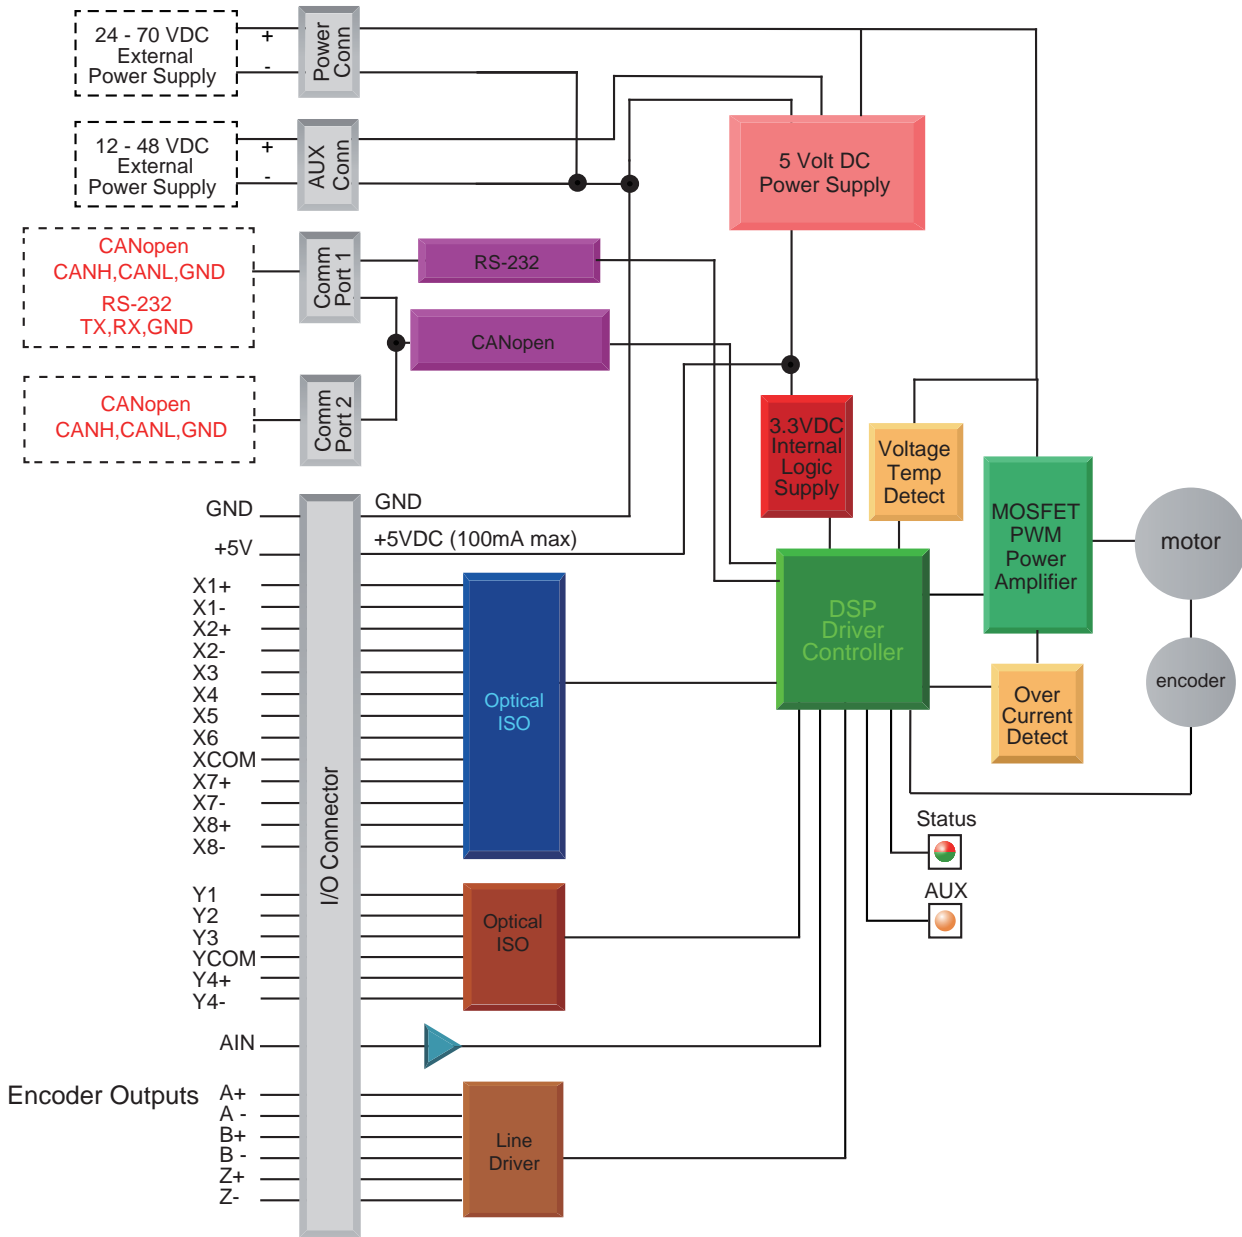 24 - 70 VDC
External
Power Supply
+
-
Power
Conn
12 - 48 VDC
External
Power Supply
+
-
AUX
Conn
5 Volt DC
Power Supply
CANopen
CANH,CANL,GND
RS-232
TX,RX,GND
Comm
Port 1
RS-232
CANopen
CANopen
CANH,CANL,GND
Comm
Port 2
3.3VDC
Internal
Logic
Supply
Voltage
Temp
Detect
MOSFET
PWM
Power
Amplifier
motor
encoder
DSP
Driver
Controller
Over
Current
Detect
Status
AUX
GND
+5V
X1+
X1-
X2+
X2-
X3
X4
X5
X6
XCOM
X7+
X7-
X8+
X8-
Y1
Y2
Y3
YCOM
Y4+
Y4-
AIN
Encoder Outputs
A+
A -
B+
B -
Z+
Z-
I/O Connector
GND
+5VDC (100mA max)
Optical
ISO
Optical
ISO
Line
Driver